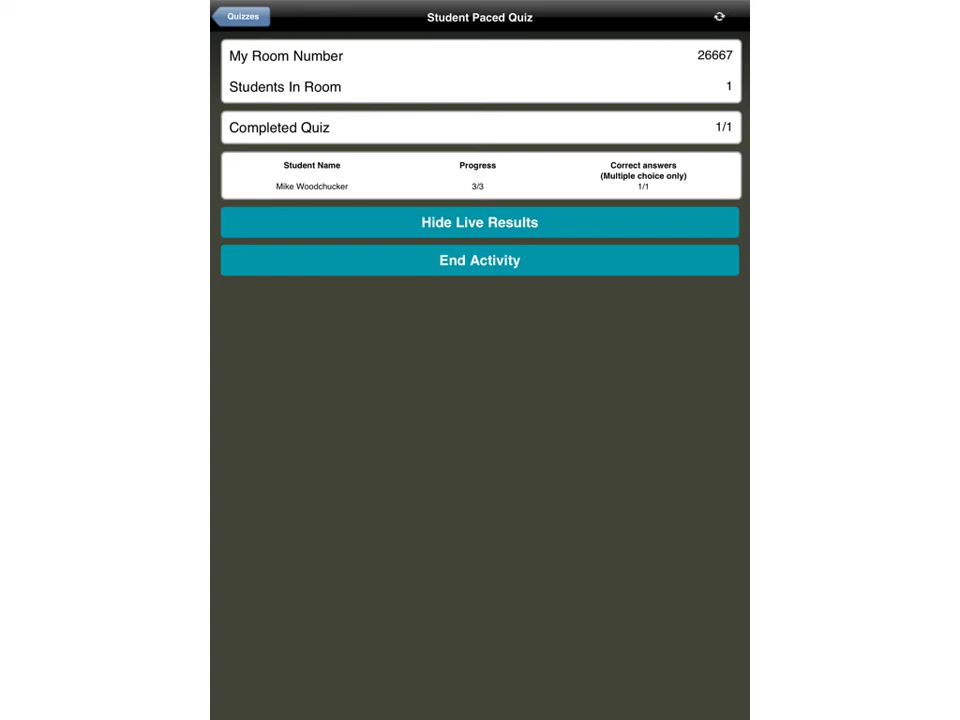 Quizzes
Student Paced Quiz
My Room Number 26667
Students In Room 1
Completed Quiz 1/1
Student Name Progress Correct answers
(Multiple choice only)
Mike Woodchucker 3/3 1/1
Hide Live Results
End Activity